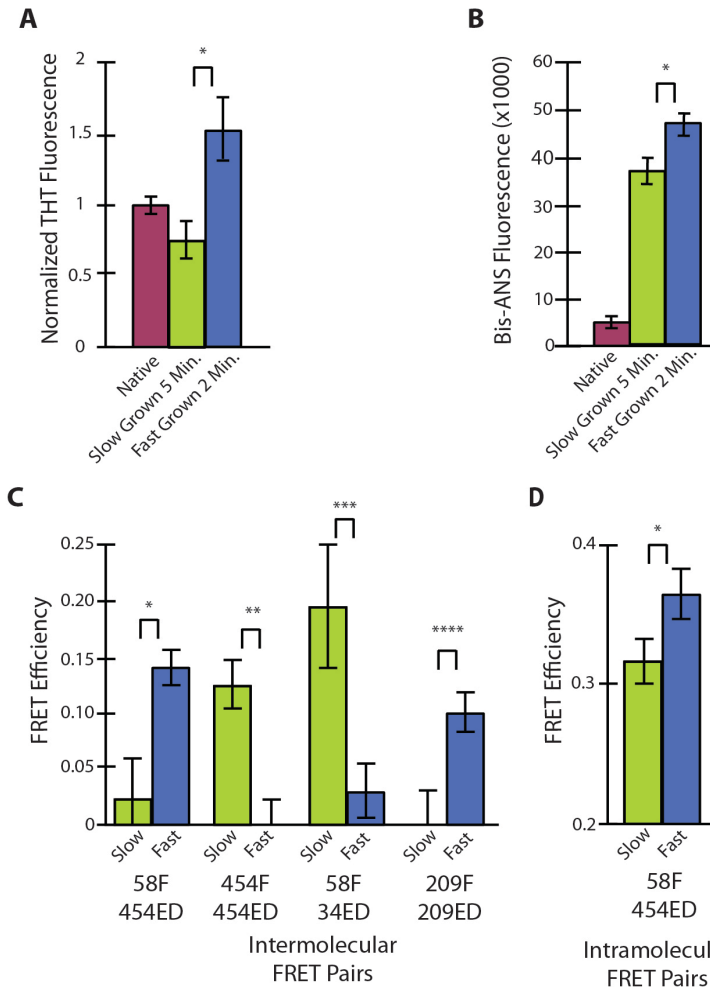 A
Normalized THT Fluorescence
2
1.5
1
0.5
0
*
Native
Slow Grown 5 Min.
Fast Grown 2 Min.
B
Bis-ANS Fluorescence (x1000)
60
50
40
30
20
10
0
*
Native
Slow Grown 5 Min.
Fast Grown 2 Min.
C
FRET Efficiency
0.25
0.20
0.15
0.10
0.05
0
*
**
***
****
Slow Fast Slow Fast Slow Fast Slow Fast
58F 454F 58F 209F
454ED 454ED 34ED 209ED
Intermolecular
FRET Pairs
D
FRET Efficiency
0.4
0.3
0.2
*
Slow Fast
58F
454ED
Intramolecul
FRET Pairs